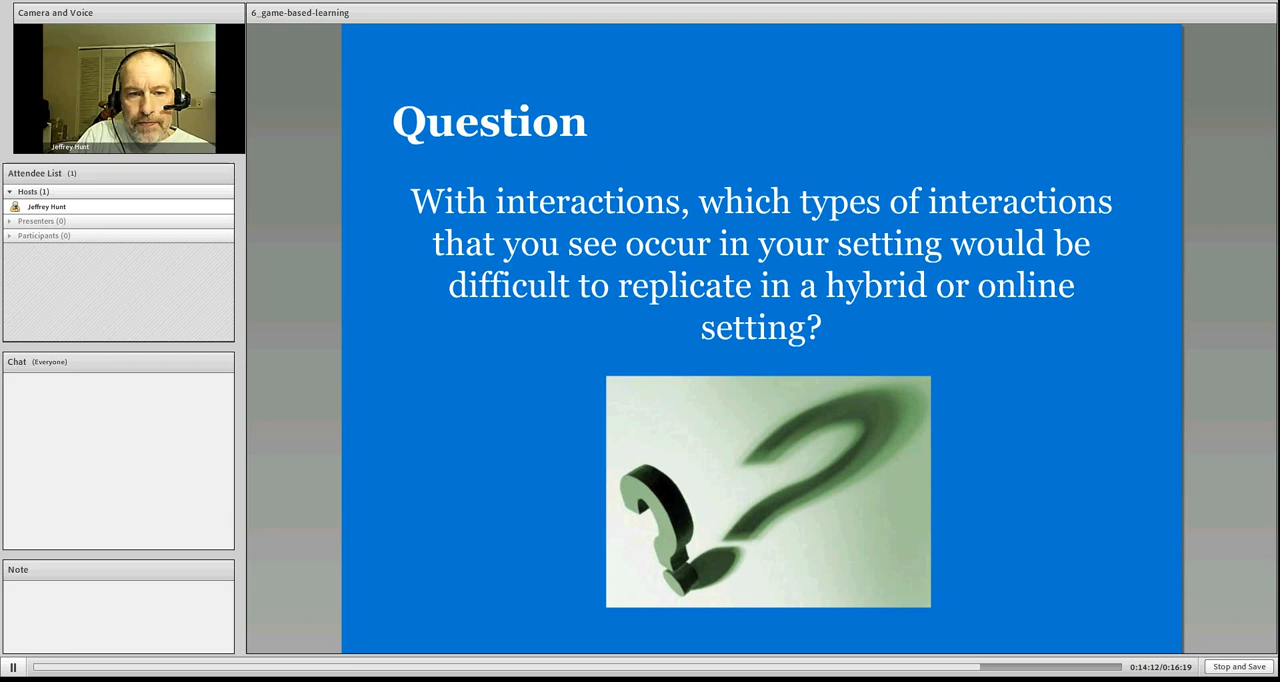 Camera and Voice
6_game-based-learning
Jeffrey Hunt
Attendee List (1)
Hosts (1)
Jeffrey Hunt
Presenters (0)
Participants (0)
Chat (Everyone)
Note
Question
With interactions, which types of interactions
that you see occur in your setting would be
difficult to replicate in a hybrid or online
setting?
0:14:12/0:16:19
Stop and Save